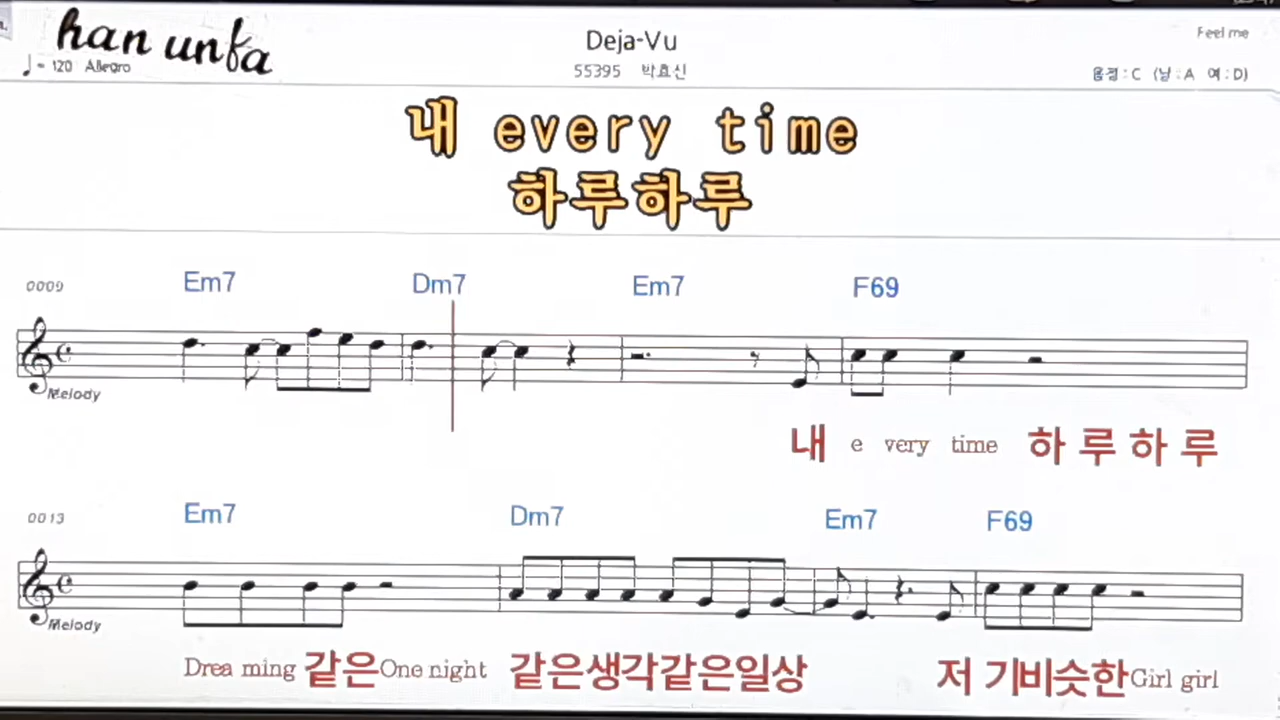 han unfa
Deja-Vu
Feel me
♩= 120 Allegro
55395 박효신
음정 : C (남 : A 여 : D)
내 every time
하루하루
0009 Em7 Dm7 Em7 F69
Melody
내 e very time 하 루 하 루
0013 Em7 Dm7 Em7 F69
Melody
Drea ming 같은One night 같은생각같은일상 저 기비슷한Girl girl